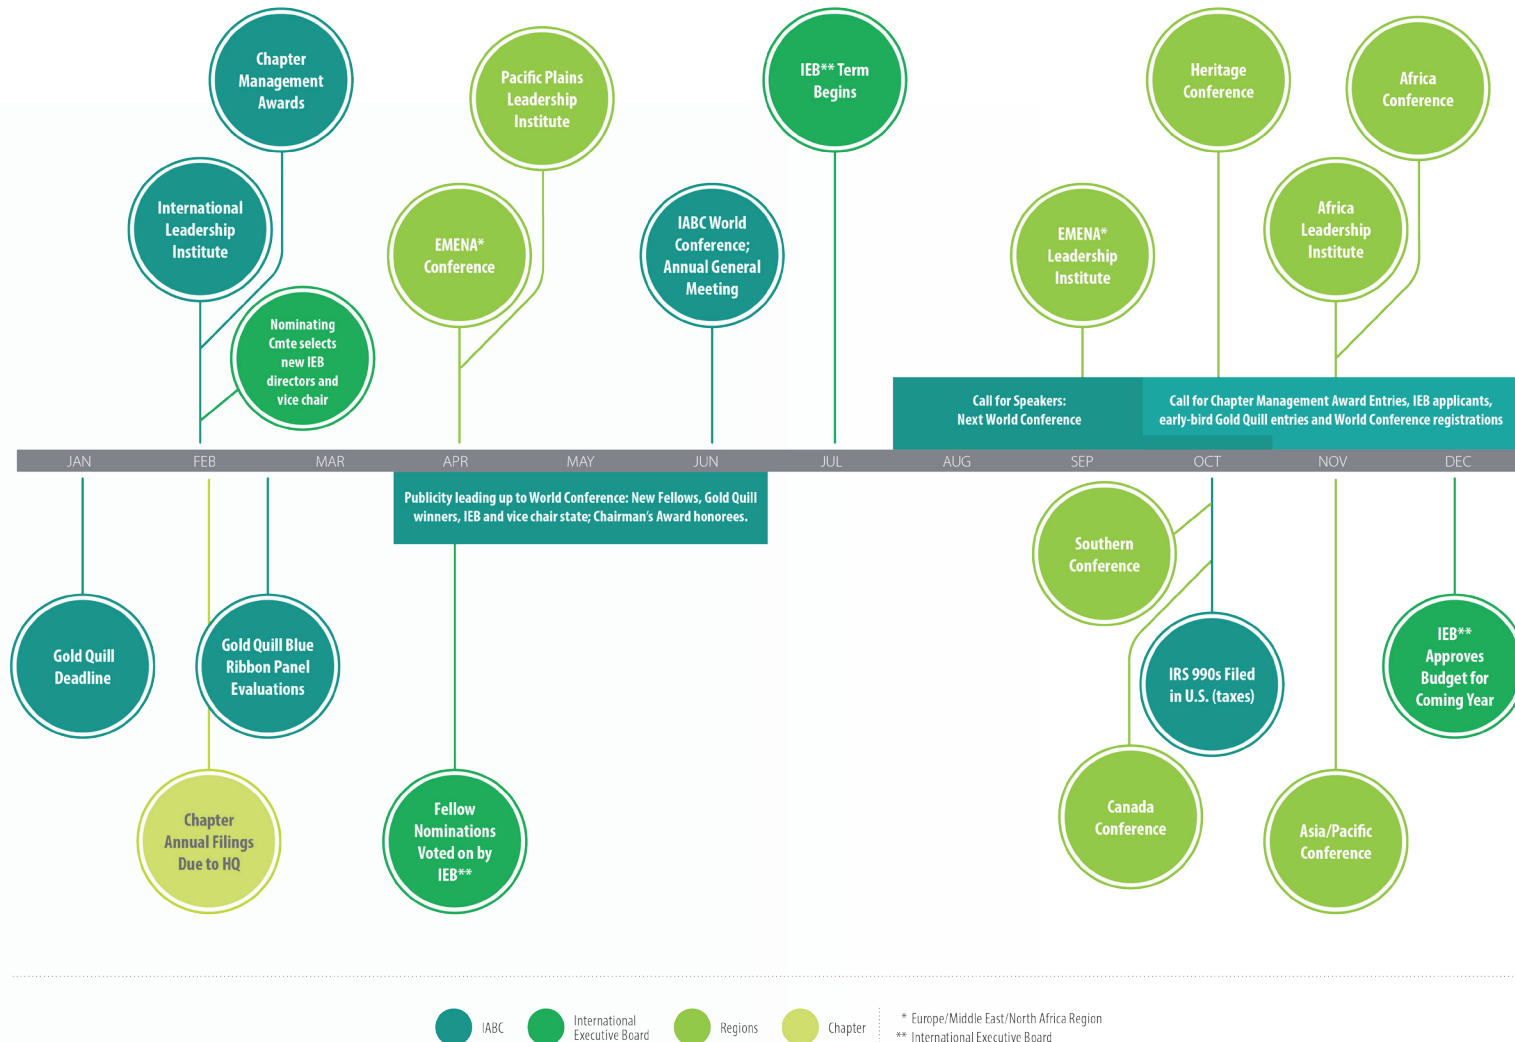 Chapter
Management
Awards
Pacific Plains
Leadership
Institute
IEB** Term
Begins
Heritage
Conference
Africa
Conference
International
Leadership
Institute
EMENA*
Conference
IABC World
Conference;
Annual General
Meeting
EMENA*
Leadership
Institute
Africa
Leadership
Institute
Nominating
Cmte selects
new IEB
directors and
vice chair
Call for Speakers:
Next World Conference
Call for Chapter Management Award Entries, IEB applicants,
early-bird Gold Quill entries and World Conference registrations
JAN FEB MAR APR MAY JUN JUL AUG SEP OCT NOV DEC
Publicity leading up to World Conference: New Fellows, Gold Quill
winners, IEB and vice chair state; Chairman's Award honorees.
Southern
Conference
Gold Quill
Deadline
Gold Quill Blue
Ribbon Panel
Evaluations
IRS 990s Filed
in U.S. (taxes)
IEB**
Approves
Budget for
Coming Year
Chapter
Annual Filings
Due to HQ
Fellow
Nominations
Voted on by
IEB**
Canada
Conference
Asia/Pacific
Conference
IABC
International
Executive Board
Regions
Chapter
* Europe/Middle East/North Africa Region
** International Executive Board